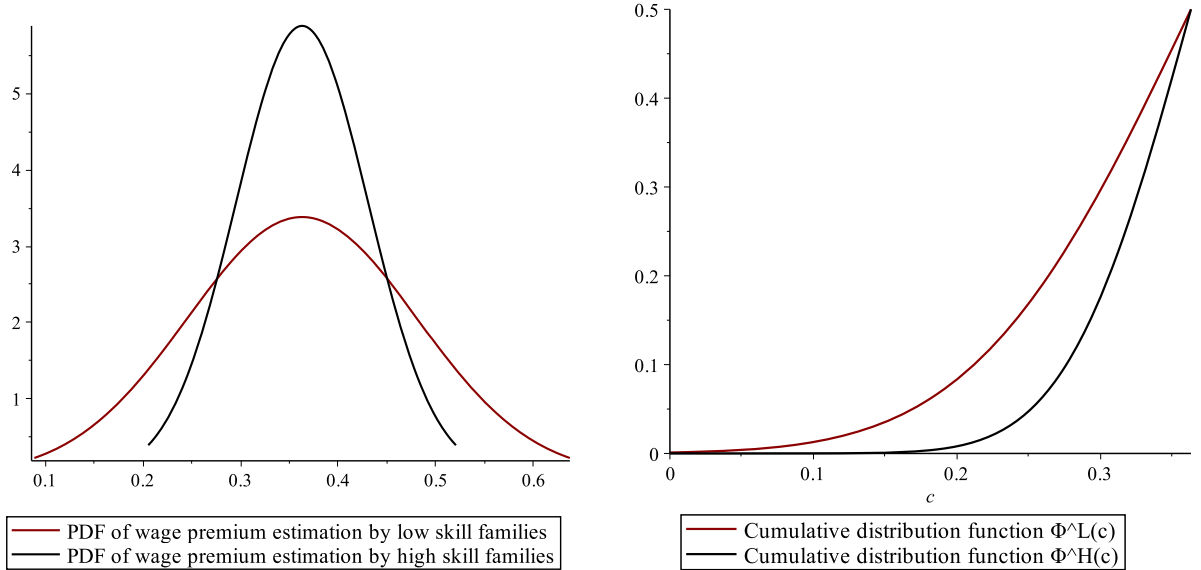 5
4
3
2
1
0.1 0.2 0.3 0.4 0.5 0.6
PDF of wage premium estimation by low skill families
PDF of wage premium estimation by high skill families
0.5
0.4
0.3
0.2
0.1
0
0 0.1 0.2 0.3
c
Cumulative distribution function Φ^L(c)
Cumulative distribution function Φ^H(c)